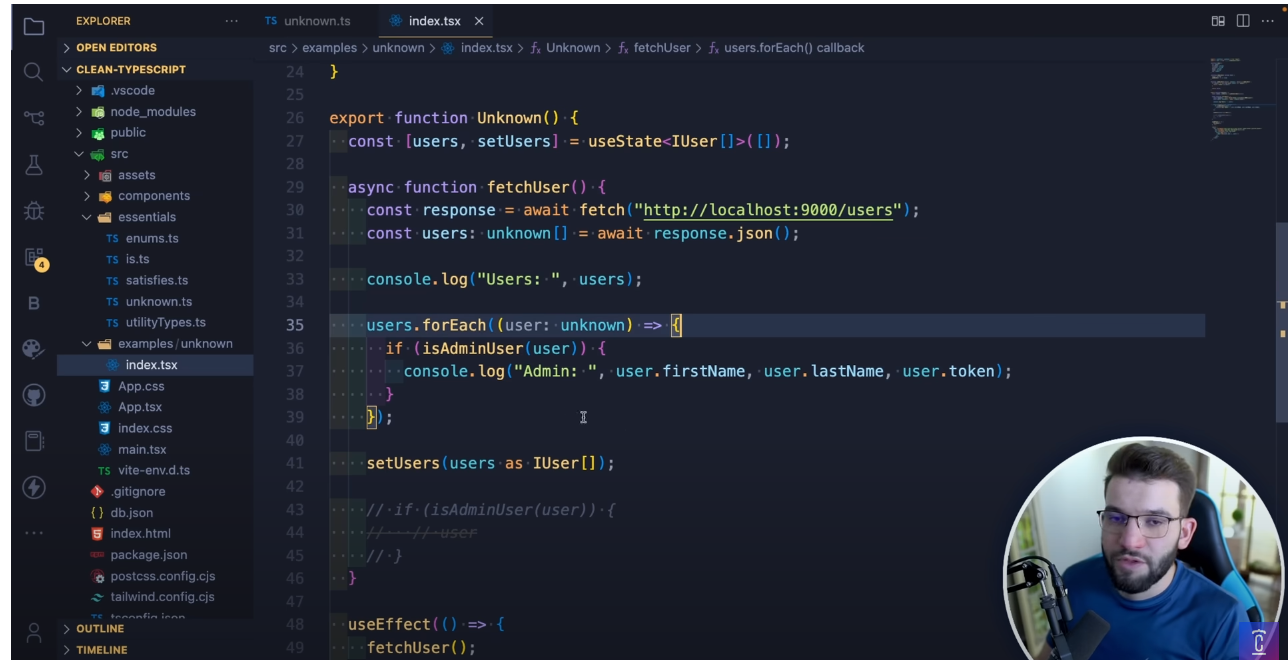 EXPLORER
···
OPEN EDITORS
CLEAN-TYPESCRIPT
.vscode
node_modules
public
src
assets
components
essentials
TS enums.ts
TS is.ts
TS satisfies.ts
TS unknown.ts
TS utilityTypes.ts
examples/unknown
index.tsx
App.css
App.tsx
index.css
main.tsx
TS vite-env.d.ts
.gitignore
{ } db.json
index.html
package.json
postcss.config.cjs
tailwind.config.cjs
TS tsconfig.json
OUTLINE
TIMELINE
4
B
TS unknown.ts
index.tsx ×
src > examples > unknown > index.tsx > fx Unknown > fx fetchUser > fx users.forEach() callback
24 }
25
26 export function Unknown() {
27 const [users, setUsers] = useState<IUser[]>([]);
28
29 async function fetchUser() {
30 const response = await fetch("http://localhost:9000/users");
31 const users: unknown[] = await response.json();
32
33 console.log("Users: ", users);
34
35 users.forEach((user: unknown) => {
36 if (isAdminUser(user)) {
37 console.log("Admin: ", user.firstName, user.lastName, user.token);
38 }
39 });
40
41 setUsers(users as IUser[]);
42
43 // if (isAdminUser(user)) {
44 // // user
45 // }
46 }
47
48 useEffect(() => {
49 fetchUser();